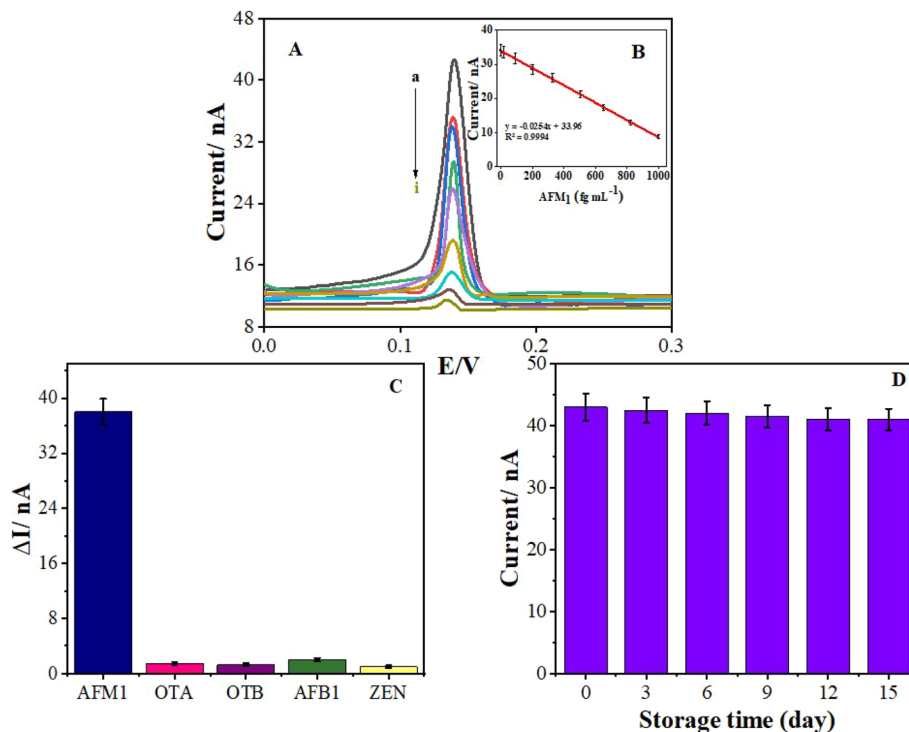 A
B
a
i
Current/ nA
48
40
32
24
16
8
0.0
0.1
0.2
0.3
E/V
Current/ nA
40
30
20
10
0
y = -0.0254x + 33.96
R² = 0.9994
0
200
400
600
800
1000
AFM₁ (fg mL⁻¹)
C
ΔI/ nA
40
32
24
16
8
0
AFM1
OTA
OTB
AFB1
ZEN
D
Current/ nA
50
40
30
20
10
0
0
3
6
9
12
15
Storage time (day)